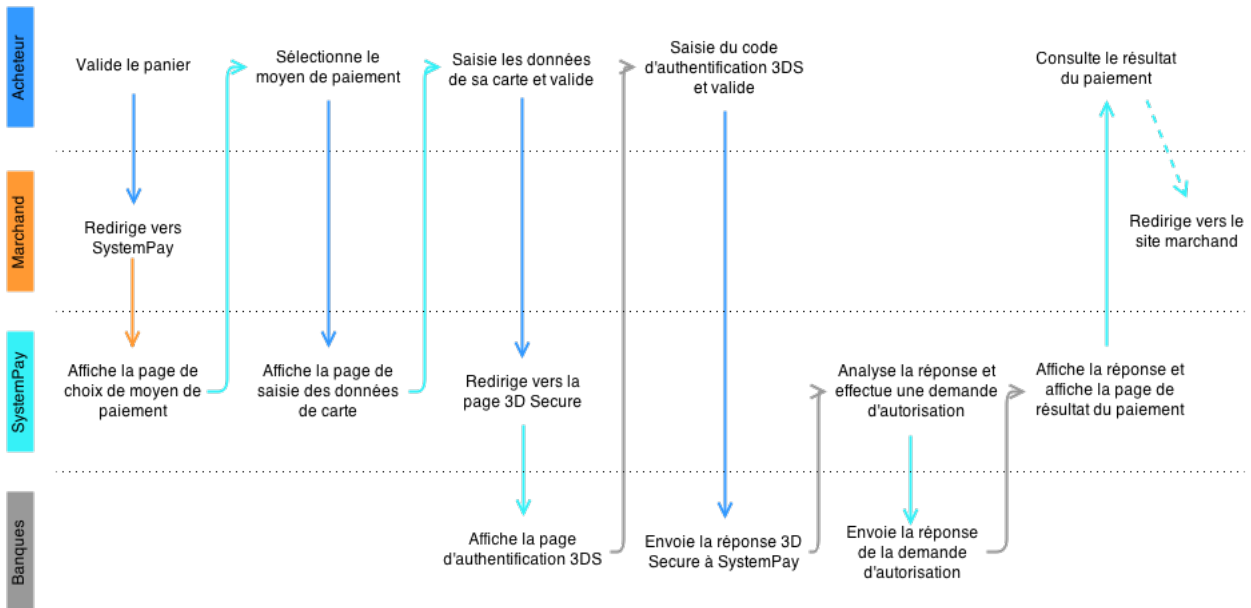 Acheteur
Valide le panier
Sélectionne le
moyen de paiement
Saisie les données
de sa carte et valide
Saisie du code
d'authentification 3DS
et valide
Consulte le résultat
du paiement
Marchand
Redirige vers
SystemPay
Redirige vers le
site marchand
SystemPay
Affiche la page de
choix de moyen de
paiement
Affiche la page de
saisie des données
de carte
Redirige vers la
page 3D Secure
Analyse la réponse et
effectue une demande
d'autorisation
Affiche la réponse et
affiche la page de
résultat du paiement
Banques
Affiche la page
d'authentification 3DS
Envoie la réponse 3D
Secure à SystemPay
Envoie la réponse
de la demande
d'autorisation